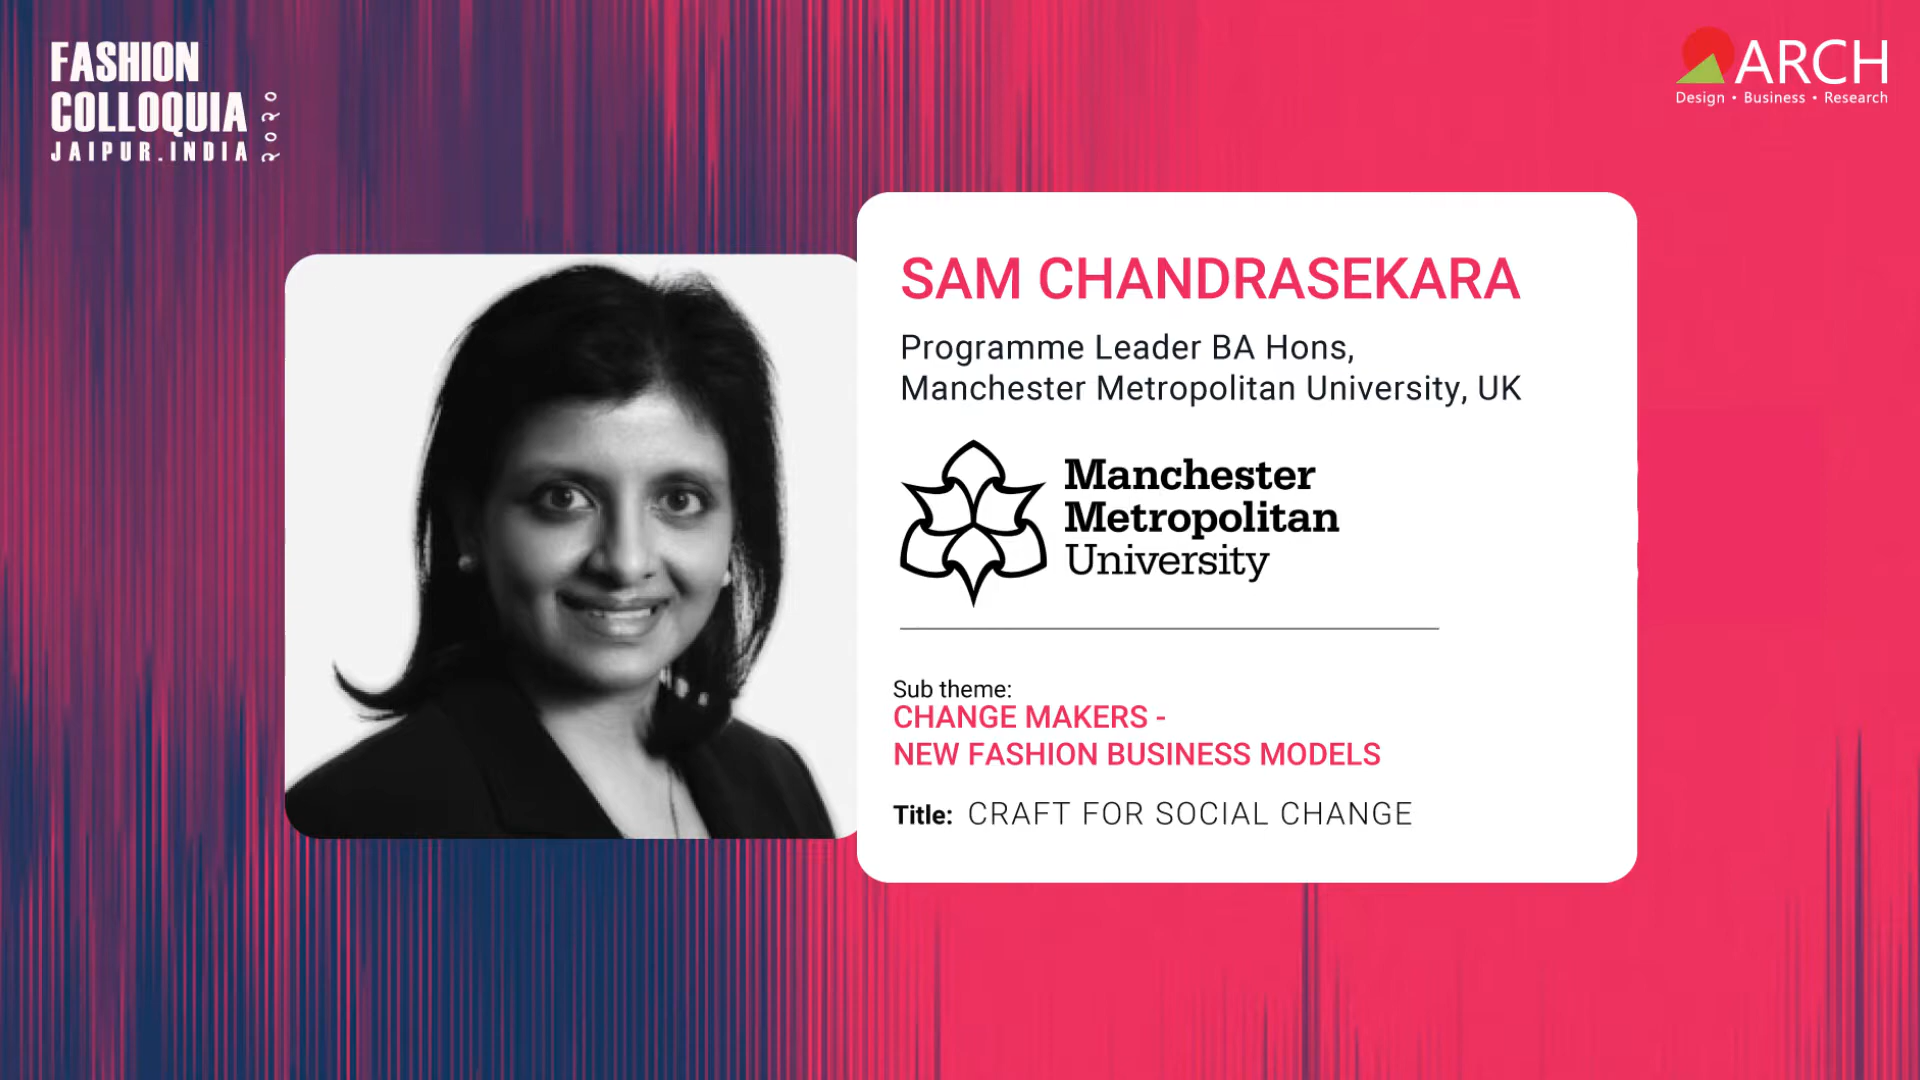 FASHION
COLLOQUIA
JAIPUR.INDIA
2020
ARCH
Design • Business • Research
SAM CHANDRASEKARA
Programme Leader BA Hons,
Manchester Metropolitan University, UK
Manchester
Metropolitan
University
Sub theme:
CHANGE MAKERS -
NEW FASHION BUSINESS MODELS
Title: CRAFT FOR SOCIAL CHANGE